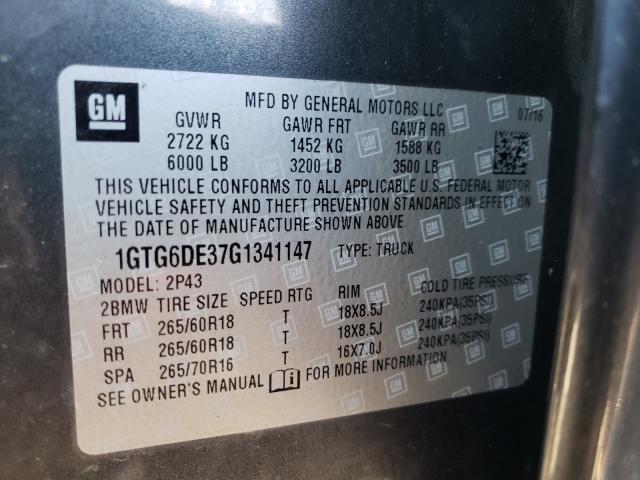 GM
MFD BY GENERAL MOTORS LLC 07/16
GVWR GAWR FRT GAWR RR
2722 KG 1452 KG 1588 KG
6000 LB 3200 LB 3500 LB
THIS VEHICLE CONFORMS TO ALL APPLICABLE U.S. FEDERAL MOTOR
VEHICLE SAFETY AND THEFT PREVENTION STANDARDS IN EFFECT ON
THE DATE OF MANUFACTURE SHOWN ABOVE.
1GTG6DE37G1341147 TYPE: TRUCK
MODEL: 2P43
2BMW TIRE SIZE SPEED RTG RIM COLD TIRE PRESSURE
FRT 265/60R18 T 18X8.5J 240KPA(35PSI)
RR 265/60R18 T 18X8.5J 240KPA(35PSI)
SPA 265/70R16 T 16X7.0J 240KPA(35PSI)
SEE OWNER'S MANUAL FOR MORE INFORMATION.